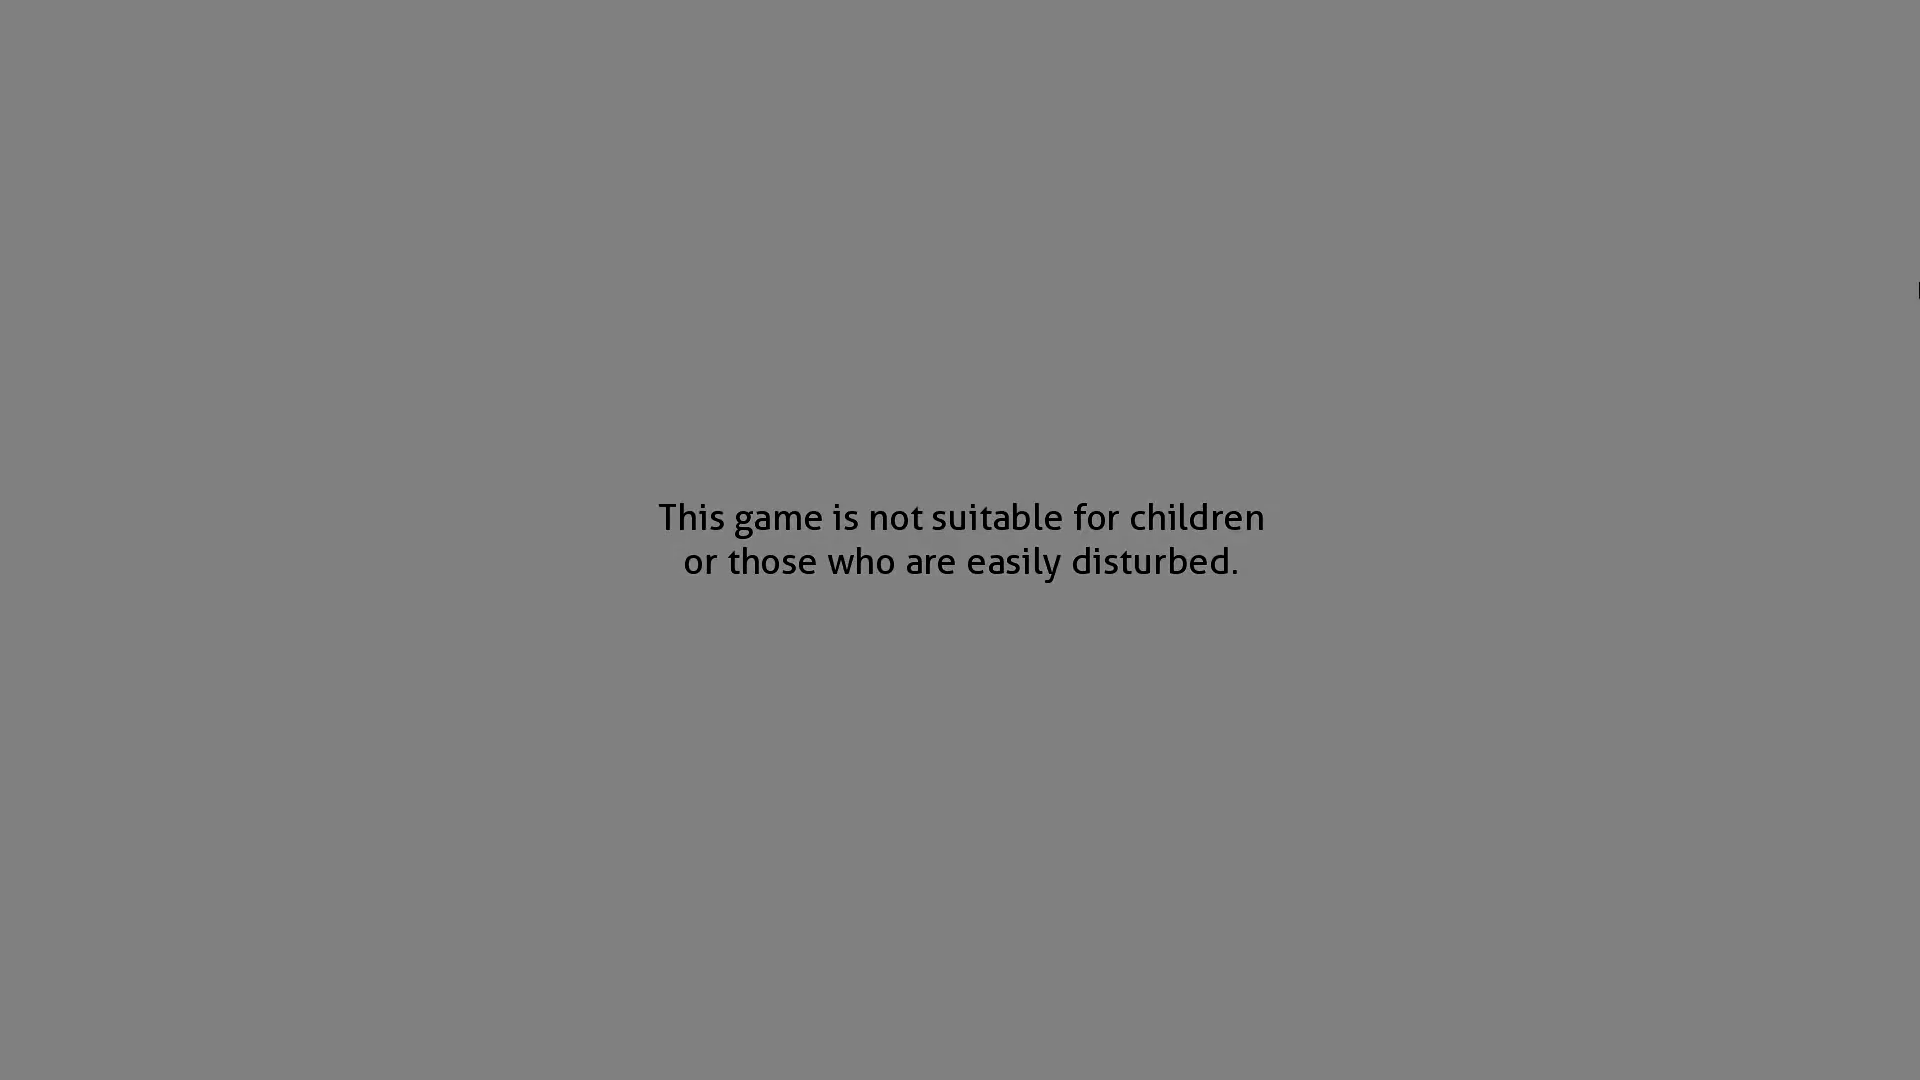 This game is not suitable for children
or those who are easily disturbed.